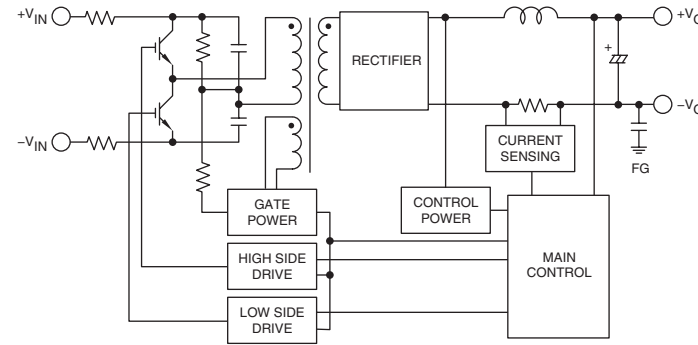 +VIN
RECTIFIER
+
−VIN
CURRENT
SENSING
FG
GATE
POWER
CONTROL
POWER
HIGH SIDE
DRIVE
MAIN
CONTROL
LOW SIDE
DRIVE